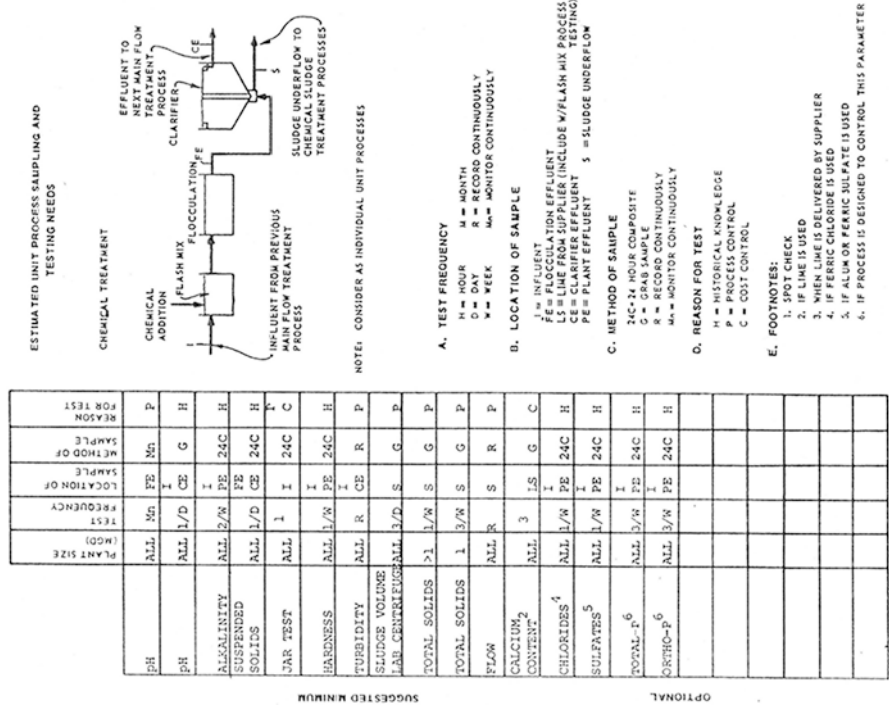 ESTIMATED UNIT PROCESS SAMPLING AND
TESTING NEEDS
CHEMICAL TREATMENT
CHEMICAL
ADDITION
FLASH MIX
FLOCCULATION
FE
CLARIFIER
EFFLUENT TO
NEXT MAIN FLOW
TREATMENT
PROCESS
CE
I
S
INFLUENT FROM PREVIOUS
MAIN FLOW TREATMENT
PROCESS
SLUDGE UNDERFLOW TO
CHEMICAL SLUDGE
TREATMENT PROCESSES
NOTE: CONSIDER AS INDIVIDUAL UNIT PROCESSES
A. TEST FREQUENCY
H = HOUR M = MONTH
D = DAY R = RECORD CONTINUOUSLY
W = WEEK Mn = MONITOR CONTINUOUSLY
B. LOCATION OF SAMPLE
I = INFLUENT
FE = FLOCCULATION EFFLUENT
LS = LIME FROM SUPPLIER (INCLUDE W/FLASH MIX PROCESS
TESTING)
CE = CLARIFIER EFFLUENT
PE = PLANT EFFLUENT S = SLUDGE UNDERFLOW
C. METHOD OF SAMPLE
24C-24 HOUR COMPOSITE
G = GRAB SAMPLE
R = RECORD CONTINUOUSLY
Mn = MONITOR CONTINUOUSLY
D. REASON FOR TEST
H = HISTORICAL KNOWLEDGE
P = PROCESS CONTROL
C = COST CONTROL
E. FOOTNOTES:
1. SPOT CHECK
2. IF LIME IS USED
3. WHEN LIME IS DELIVERED BY SUPPLIER
4. IF FERRIC CHLORIDE IS USED
5. IF ALUM OR FERRIC SULFATE IS USED
6. IF PROCESS IS DESIGNED TO CONTROL THIS PARAMETER
PLANT SIZE
(MGD)
TEST
FREQUENCY
LOCATION OF
SAMPLE
METHOD OF
SAMPLE
REASON
FOR TEST
SUGGESTED MINIMUM
pH ALL Mn FE Mn P
I
pH ALL 1/D CE G H
I
ALKALINITY ALL 2/W PE 24C H
SUSPENDED FE
SOLIDS ALL 1/D CE 24C H
P
JAR TEST ALL 1 I 24C C
I
HARDNESS ALL 1/W PE 24C H
I
TURBIDITY ALL R CE R P
SLUDGE VOLUME
LAB CENTRIFUGE ALL 3/D S G P
TOTAL SOLIDS >1 1/W S G P
TOTAL SOLIDS 1 3/W S G P
FLOW ALL R S R P
OPTIONAL
CALCIUM2
CONTENT ALL 3 LS G C
I
CHLORIDES4 ALL 1/W PE 24C H
I
SULFATES5 ALL 1/W PE 24C H
I
TOTAL-P6 ALL 3/W PE 24C H
I
ORTHO-P6 ALL 3/W PE 24C H